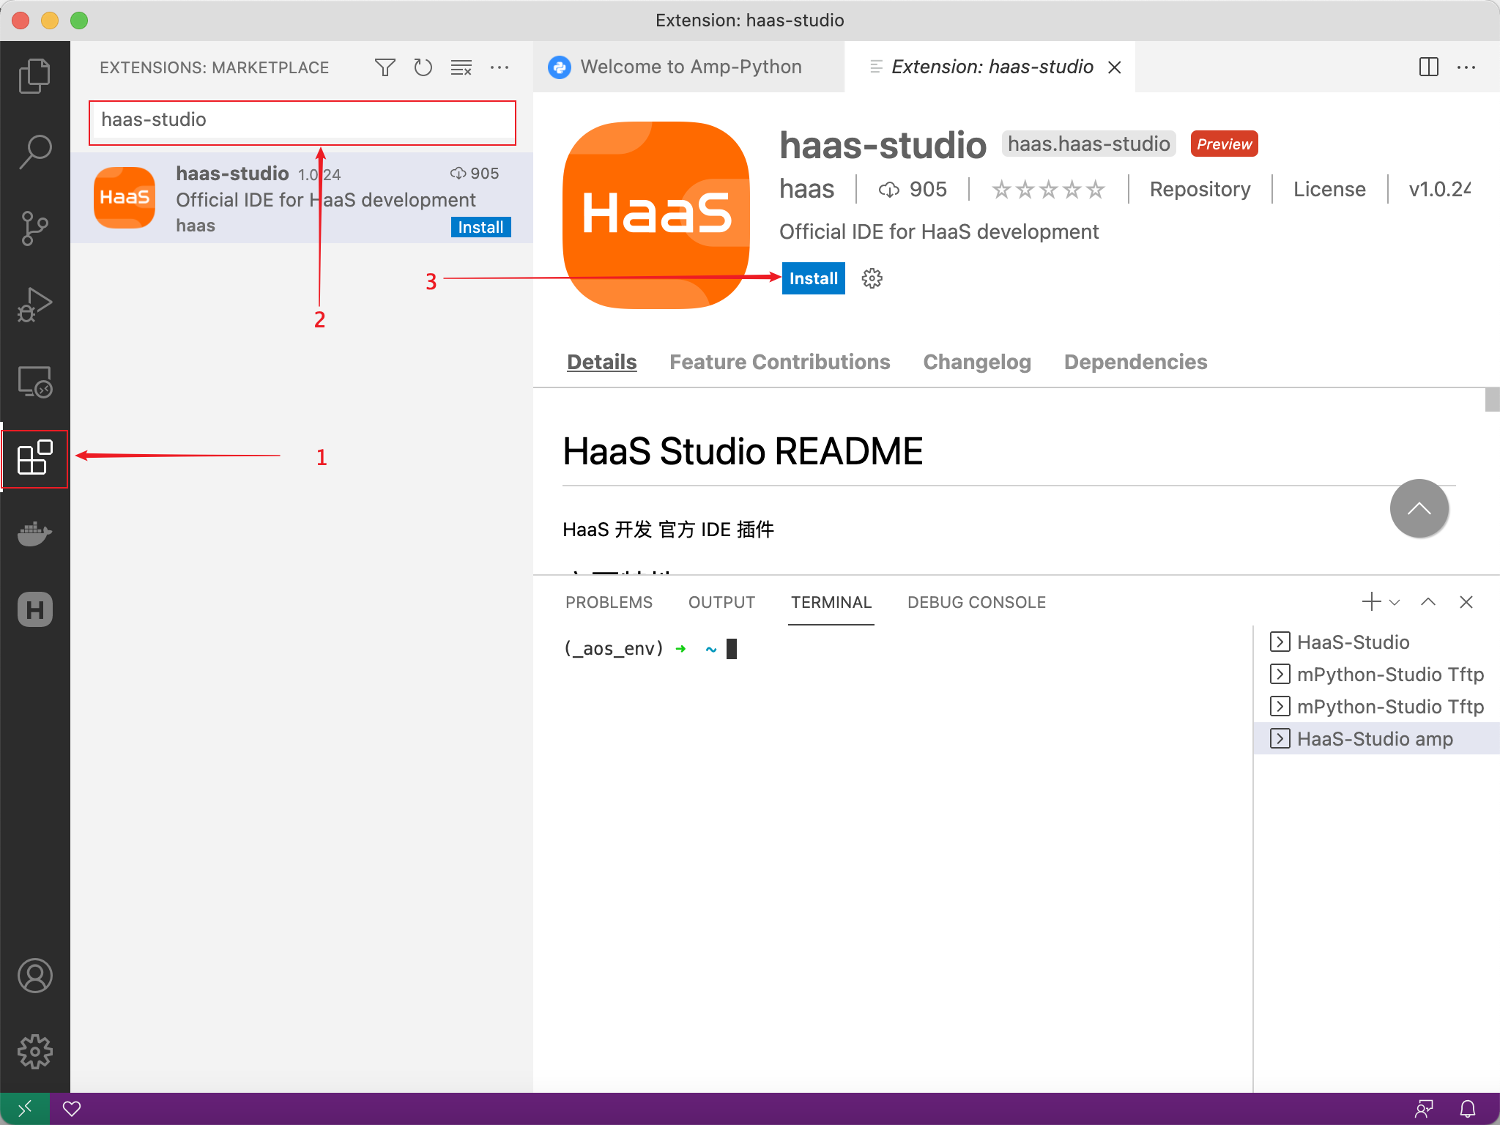 Extension: haas-studio
EXTENSIONS: MARKETPLACE
Welcome to Amp-Python
Extension: haas-studio
haas-studio
HaaS
haas-studio 1.0.24
905
Official IDE for HaaS development
haas
Install
2
3
1
HaaS
haas-studio
haas.haas-studio
Preview
haas
905
Repository
License
v1.0.24
Official IDE for HaaS development
Install
Details
Feature Contributions
Changelog
Dependencies
HaaS Studio README
HaaS 开发 官方 IDE 插件
PROBLEMS
OUTPUT
TERMINAL
DEBUG CONSOLE
(_aos_env) ➜ ~
HaaS-Studio
mPython-Studio Tftp
mPython-Studio Tftp
HaaS-Studio amp
H